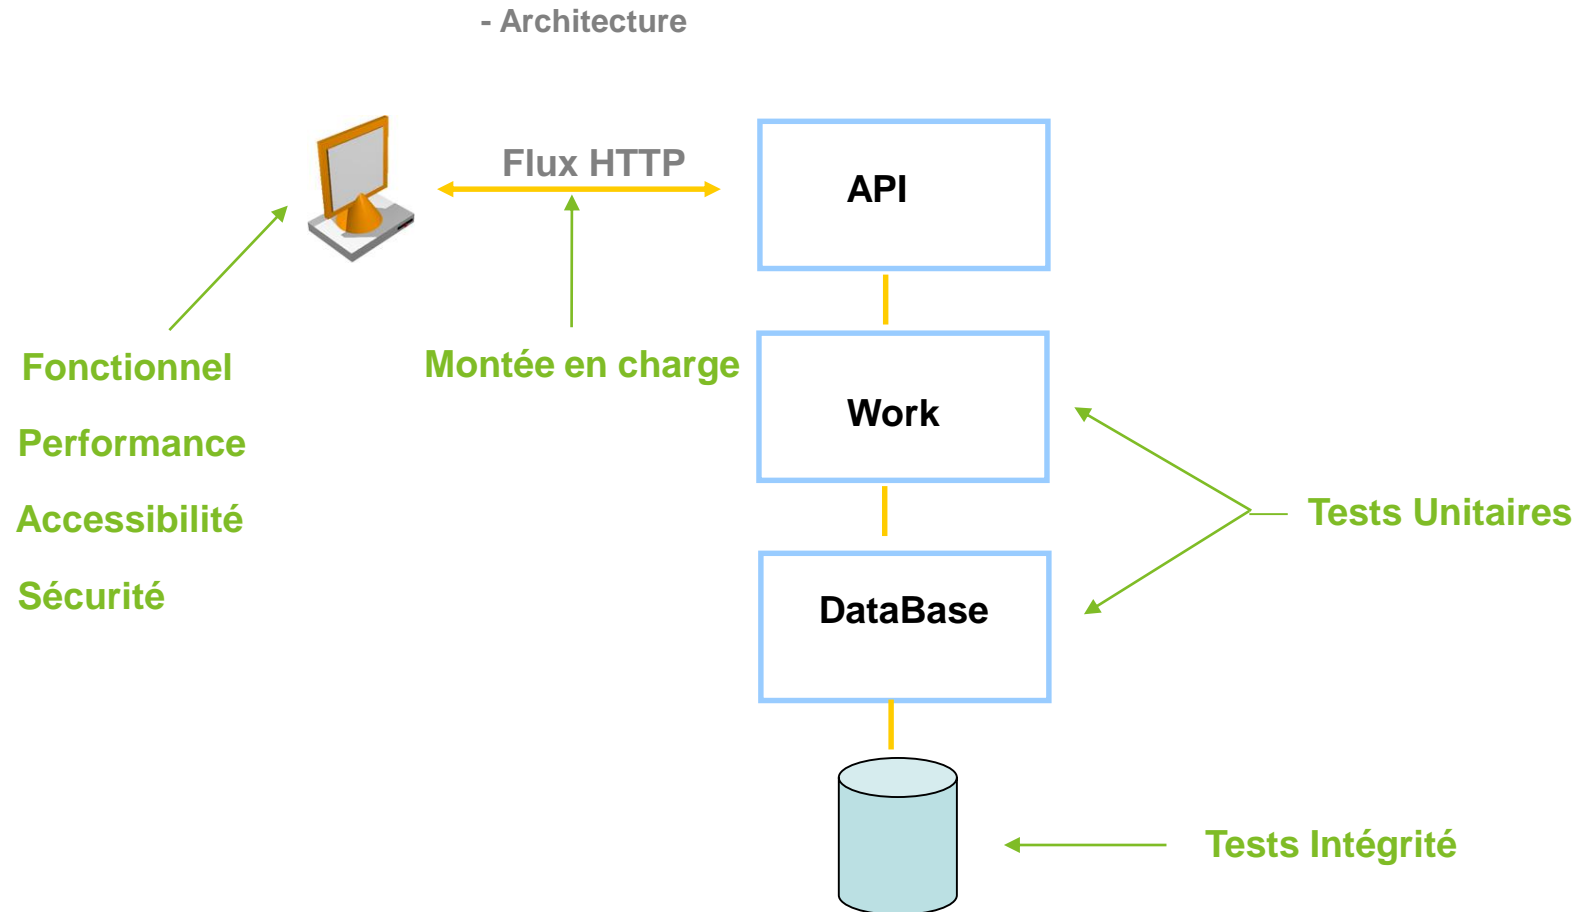 - Architecture
Flux HTTP
API
Fonctionnel
Montée en charge
Work
Performance
Accessibilité
Tests Unitaires
Sécurité
DataBase
Tests Intégrité